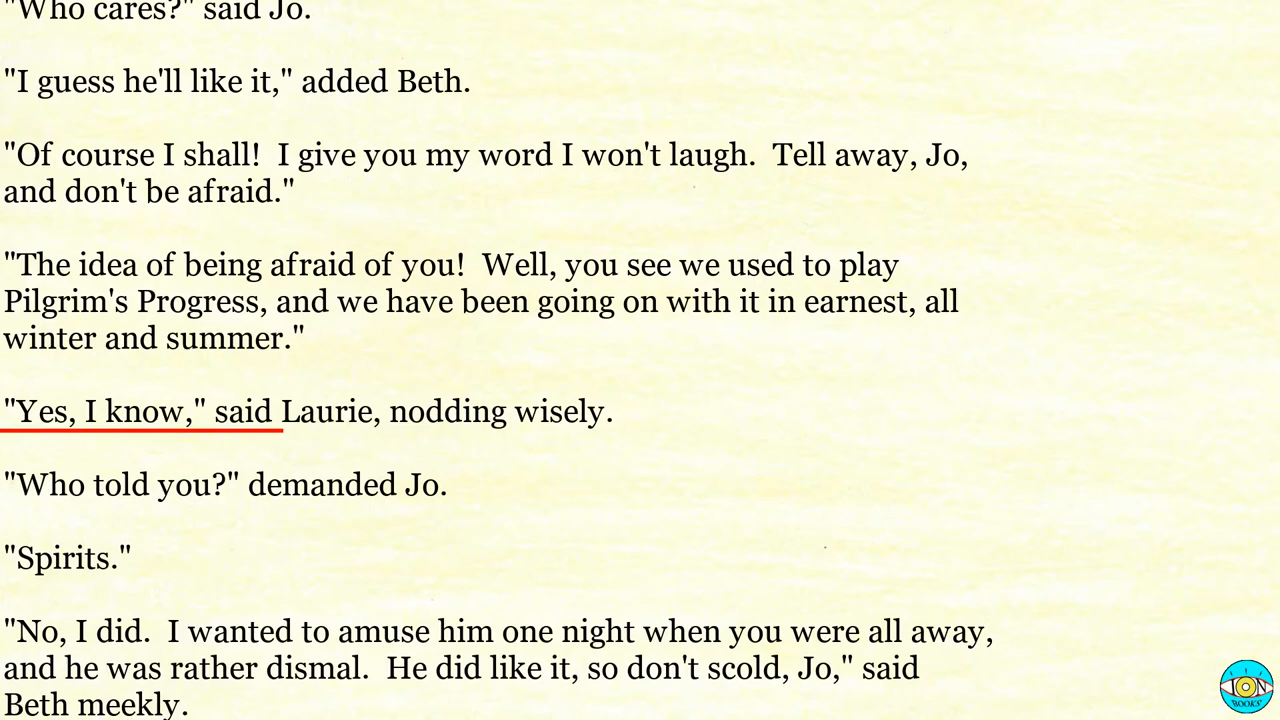 "Who cares?" said Jo.
"I guess he'll like it," added Beth.
"Of course I shall!  I give you my word I won't laugh.  Tell away, Jo,
and don't be afraid."
"The idea of being afraid of you!  Well, you see we used to play
Pilgrim's Progress, and we have been going on with it in earnest, all
winter and summer."
"Yes, I know," said Laurie, nodding wisely.
"Who told you?" demanded Jo.
"Spirits."
"No, I did.  I wanted to amuse him one night when you were all away,
and he was rather dismal.  He did like it, so don't scold, Jo," said
Beth meekly.
ION
BOOKS